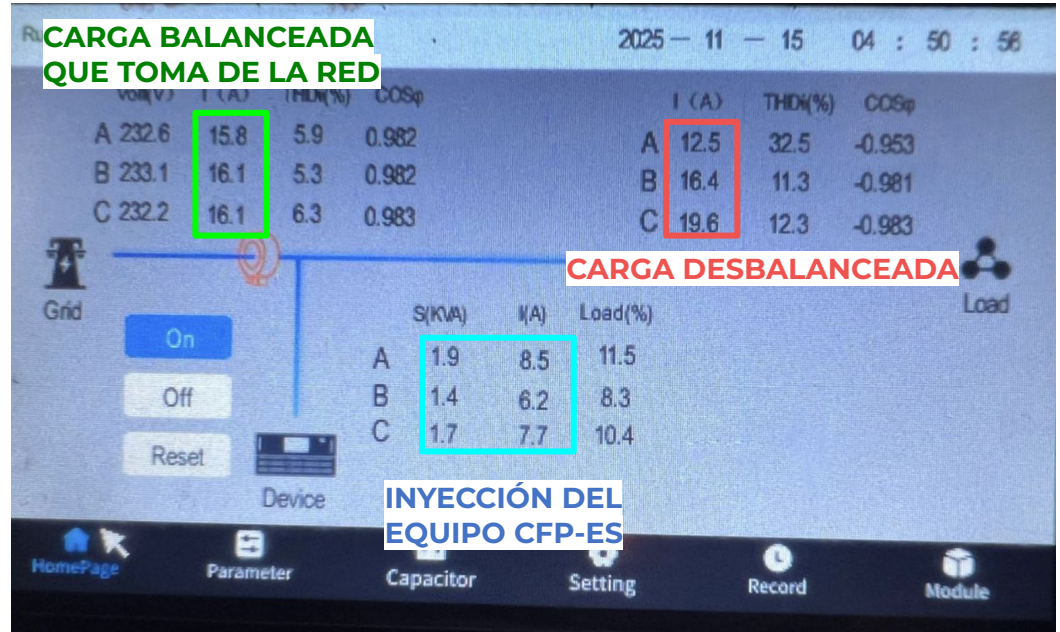 CARGA BALANCEADA
QUE TOMA DE LA RED
2025 — 11 — 15 04 : 50 : 56
Volt(V) I (A) THDi(%) COSφ
A 232.6 15.8 5.9 0.982
B 233.1 16.1 5.3 0.982
C 232.2 16.1 6.3 0.983
I (A) THDi(%) COSφ
A 12.5 32.5 -0.953
B 16.4 11.3 -0.981
C 19.6 12.3 -0.983
CARGA DESBALANCEADA
Grid
Load
S(KVA) I(A) Load(%)
A 1.9 8.5 11.5
B 1.4 6.2 8.3
C 1.7 7.7 10.4
On
Off
Reset
Device
INYECCIÓN DEL
EQUIPO CFP-ES
HomePage Parameter Capacitor Setting Record Module